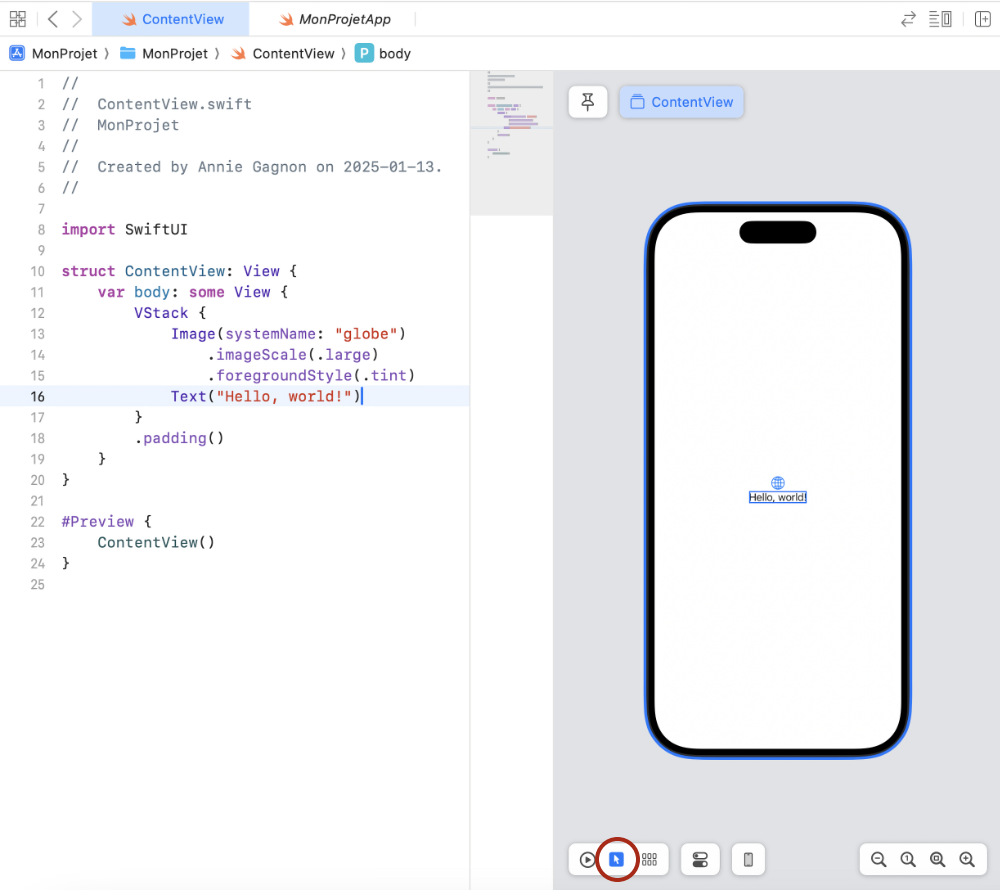 ContentView
MonProjetApp
MonProjet 〉 MonProjet 〉 ContentView 〉 P body
1 //
2 //  ContentView.swift
3 //  MonProjet
4 //
5 //  Created by Annie Gagnon on 2025-01-13.
6 //
7
8 import SwiftUI
9
10 struct ContentView: View {
11     var body: some View {
12         VStack {
13             Image(systemName: "globe")
14                 .imageScale(.large)
15                 .foregroundStyle(.tint)
16             Text("Hello, world!")
17         }
18         .padding()
19     }
20 }
21
22 #Preview {
23     ContentView()
24 }
25
ContentView
Hello, world!
1